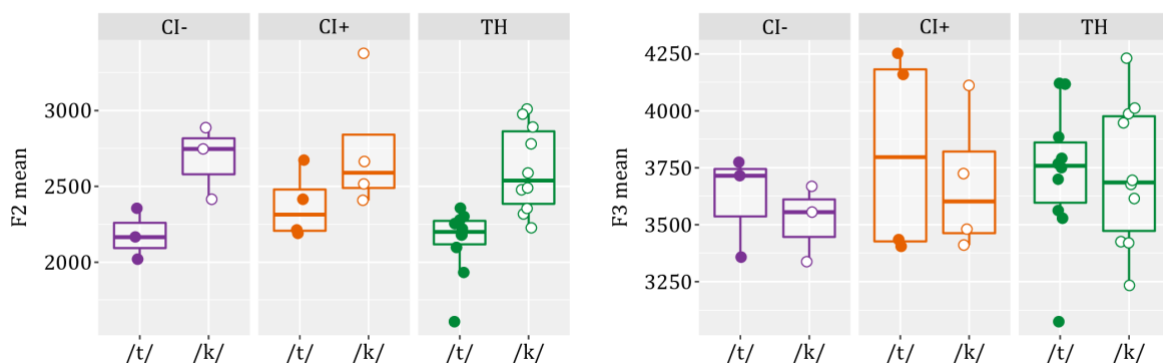 CI- CI+ TH
F2 mean
3000
2500
2000
/t/ /k/ /t/ /k/ /t/ /k/
CI- CI+ TH
F3 mean
4250
4000
3750
3500
3250
/t/ /k/ /t/ /k/ /t/ /k/